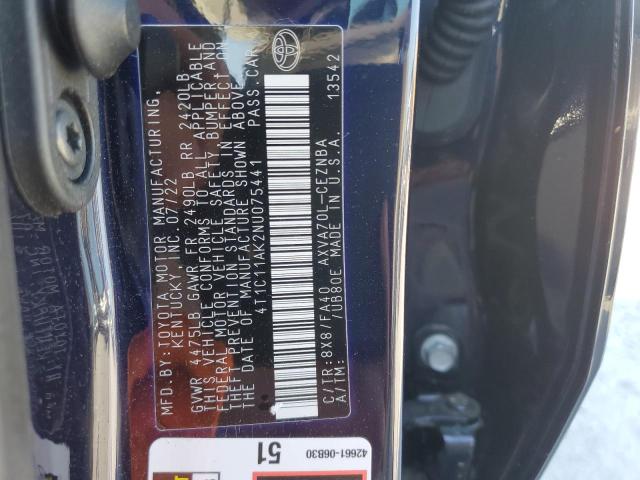 MFD.BY:TOYOTA MOTOR MANUFACTURING,
KENTUCKY, INC. 07/22
GVWR 4475LB GAWR FR 2490LB RR 2420LB
THIS VEHICLE CONFORMS TO ALL APPLICABLE
FEDERAL MOTOR VEHICLE SAFETY, BUMPER AND
THEFT PREVENTION STANDARDS IN EFFECT ON
THE DATE OF MANUFACTURE SHOWN ABOVE.
4T1C11AK2NU075441 PASS.CAR
C/TR:8X8/FA40 AXVA70L-CEZNBA
A/TM: /UB80E MADE IN U.S.A
13542
51
42661-06B30